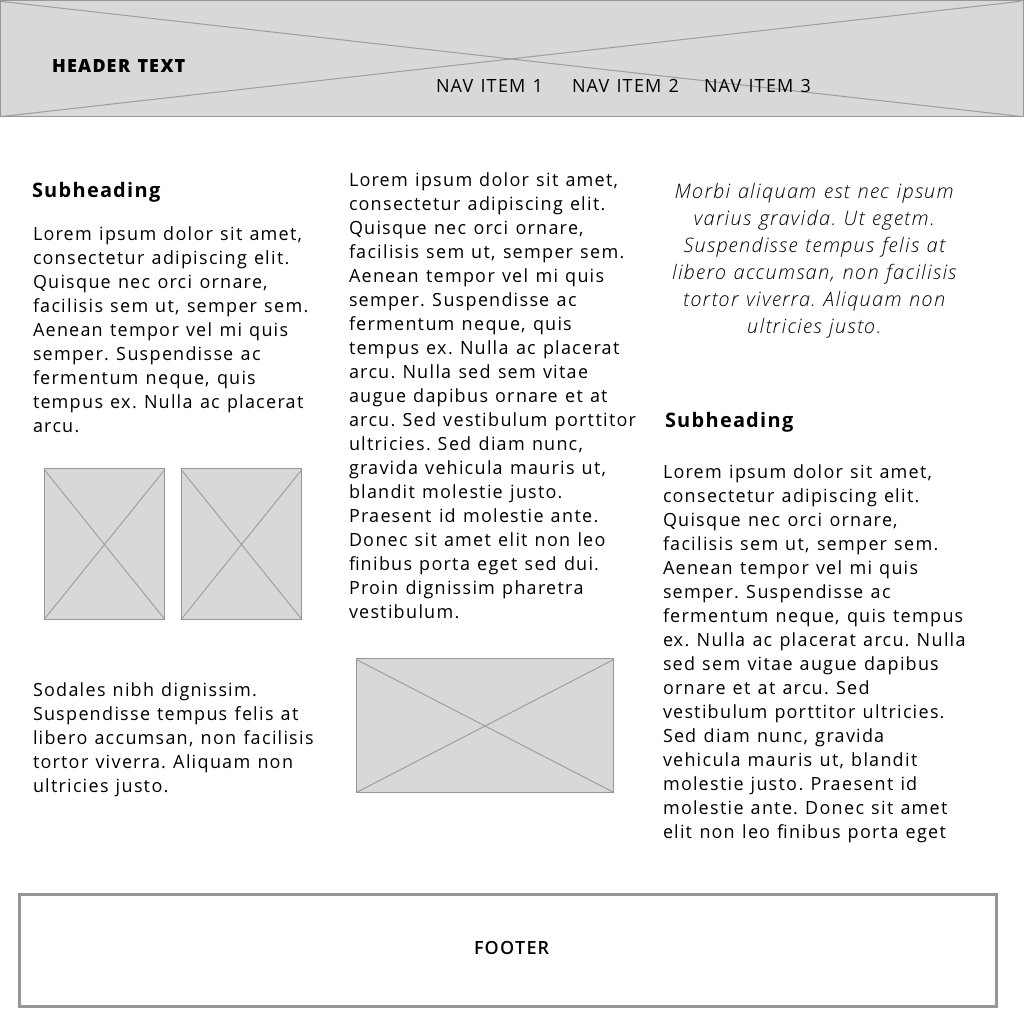 HEADER TEXT
NAV ITEM 1 NAV ITEM 2 NAV ITEM 3
Subheading
Lorem ipsum dolor sit amet,
consectetur adipiscing elit.
Quisque nec orci ornare,
facilisis sem ut, semper sem.
Aenean tempor vel mi quis
semper. Suspendisse ac
fermentum neque, quis
tempus ex. Nulla ac placerat
arcu.
Sodales nibh dignissim.
Suspendisse tempus felis at
libero accumsan, non facilisis
tortor viverra. Aliquam non
ultricies justo.
Lorem ipsum dolor sit amet,
consectetur adipiscing elit.
Quisque nec orci ornare,
facilisis sem ut, semper sem.
Aenean tempor vel mi quis
semper. Suspendisse ac
fermentum neque, quis
tempus ex. Nulla ac placerat
arcu. Nulla sed sem vitae
augue dapibus ornare et at
arcu. Sed vestibulum porttitor
ultricies. Sed diam nunc,
gravida vehicula mauris ut,
blandit molestie justo.
Praesent id molestie ante.
Donec sit amet elit non leo
finibus porta eget sed dui.
Proin dignissim pharetra
vestibulum.
Morbi aliquam est nec ipsum
varius gravida. Ut egetm.
Suspendisse tempus felis at
libero accumsan, non facilisis
tortor viverra. Aliquam non
ultricies justo.
Subheading
Lorem ipsum dolor sit amet,
consectetur adipiscing elit.
Quisque nec orci ornare,
facilisis sem ut, semper sem.
Aenean tempor vel mi quis
semper. Suspendisse ac
fermentum neque, quis tempus
ex. Nulla ac placerat arcu. Nulla
sed sem vitae augue dapibus
ornare et at arcu. Sed
vestibulum porttitor ultricies.
Sed diam nunc, gravida
vehicula mauris ut, blandit
molestie justo. Praesent id
molestie ante. Donec sit amet
elit non leo finibus porta eget
FOOTER